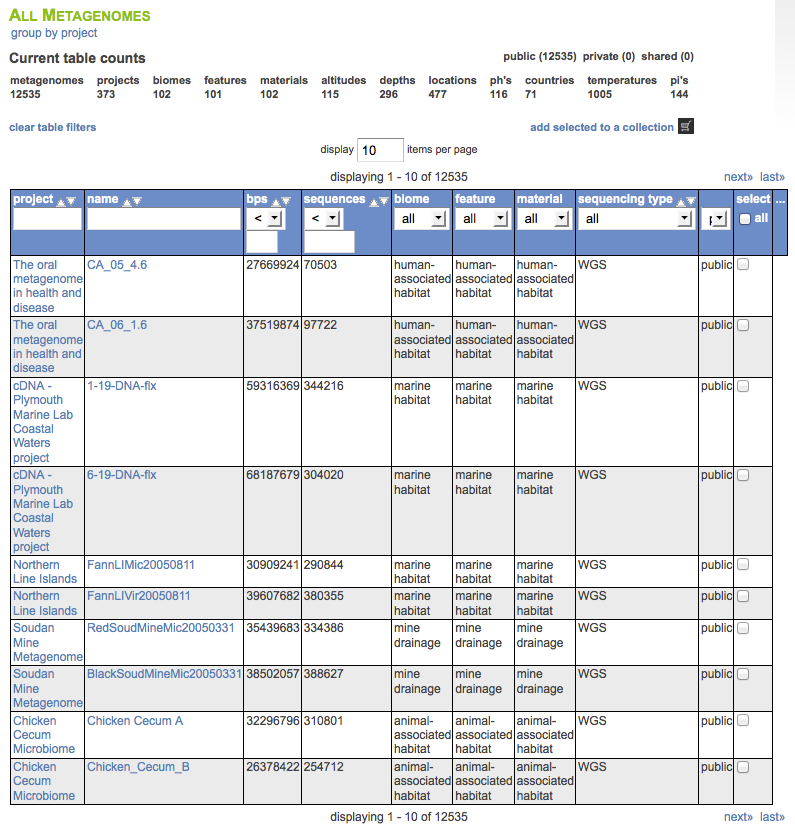 ALL METAGENOMES
group by project
Current table counts public (12535) private (0) shared (0)
metagenomes projects biomes features materials altitudes depths locations ph's countries temperatures pi's
12535 373 102 101 102 115 296 477 116 71 1005 144
clear table filters add selected to a collection
display 10 items per page
displaying 1 - 10 of 12535 next» last»
project name bps sequences biome feature material sequencing type select ...
< < all all all all all
The oral metagenome in health and disease CA_05_4.6 27669924 70503 human-associated habitat human-associated habitat human-associated habitat WGS public
The oral metagenome in health and disease CA_06_1.6 37519874 97722 human-associated habitat human-associated habitat human-associated habitat WGS public
cDNA - Plymouth Marine Lab Coastal Waters project 1-19-DNA-flx 59316369 344216 marine habitat marine habitat marine habitat WGS public
cDNA - Plymouth Marine Lab Coastal Waters project 6-19-DNA-flx 68187679 304020 marine habitat marine habitat marine habitat WGS public
Northern Line Islands FannLIMic20050811 30909241 290844 marine habitat marine habitat marine habitat WGS public
Northern Line Islands FannLIVir20050811 39607682 380355 marine habitat marine habitat marine habitat WGS public
Soudan Mine Metagenome RedSoudMineMic20050331 35439683 334386 mine drainage mine drainage mine drainage WGS public
Soudan Mine Metagenome BlackSoudMineMic20050331 38502057 388627 mine drainage mine drainage mine drainage WGS public
Chicken Cecum Microbiome Chicken Cecum A 32296796 310801 animal-associated habitat animal-associated habitat animal-associated habitat WGS public
Chicken Cecum Microbiome Chicken_Cecum_B 26378422 254712 animal-associated habitat animal-associated habitat animal-associated habitat WGS public
displaying 1 - 10 of 12535 next» last»